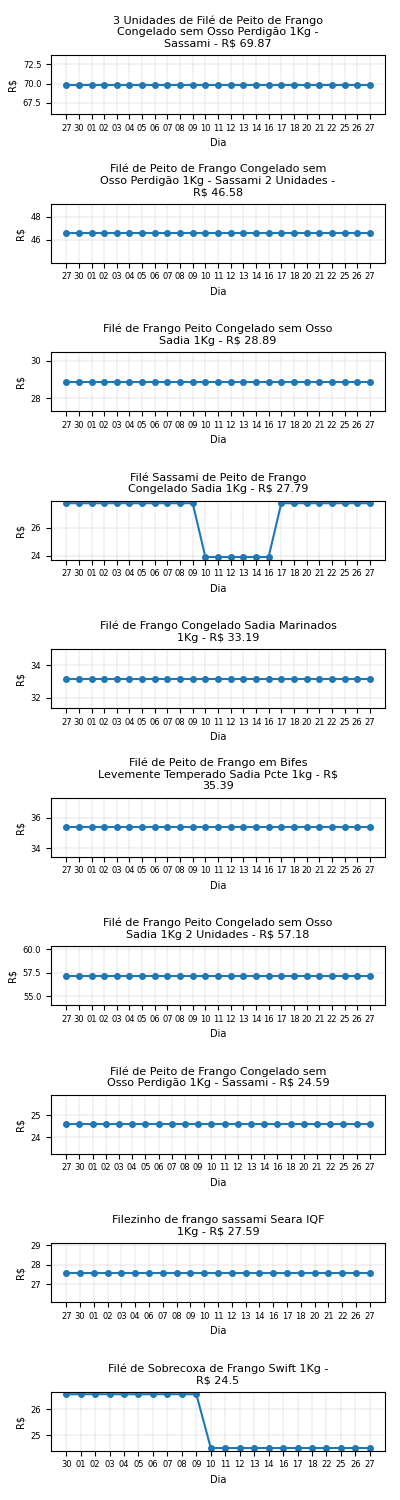 3 Unidades de Filé de Peito de Frango
Congelado sem Osso Perdigão 1Kg -
Sassami - R$ 69.87
72.5
70.0
67.5
R$
27 30 01 02 03 04 05 06 07 08 09 10 11 12 13 14 16 17 18 20 21 22 25 26 27
Dia
Filé de Peito de Frango Congelado sem
Osso Perdigão 1Kg - Sassami 2 Unidades -
R$ 46.58
48
46
R$
27 30 01 02 03 04 05 06 07 08 09 10 11 12 13 14 16 17 18 20 21 22 25 26 27
Dia
Filé de Frango Peito Congelado sem Osso
Sadia 1Kg - R$ 28.89
30
28
R$
27 30 01 02 03 04 05 06 07 08 09 10 11 12 13 14 16 17 18 20 21 22 25 26 27
Dia
Filé Sassami de Peito de Frango
Congelado Sadia 1Kg - R$ 27.79
26
24
R$
27 30 01 02 03 04 05 06 07 08 09 10 11 12 13 14 16 17 19 20 21 22 25 26 27
Dia
Filé de Frango Congelado Sadia Marinados
1Kg - R$ 33.19
34
32
R$
27 30 01 02 03 04 05 06 07 08 09 10 11 12 13 14 16 17 18 20 21 22 25 26 27
Dia
Filé de Peito de Frango em Bifes
Levemente Temperado Sadia Pcte 1kg - R$
35.39
36
34
R$
27 30 01 02 03 04 05 06 07 08 09 10 11 12 13 14 16 17 18 20 21 22 25 26 27
Dia
Filé de Frango Peito Congelado sem Osso
Sadia 1Kg 2 Unidades - R$ 57.18
60.0
57.5
55.0
R$
27 30 01 02 03 04 05 06 07 08 09 10 11 12 13 14 16 17 18 20 21 22 25 26 27
Dia
Filé de Peito de Frango Congelado sem
Osso Perdigão 1Kg - Sassami - R$ 24.59
25
24
R$
27 30 01 02 03 04 05 07 08 09 10 11 12 13 14 16 17 18 20 21 22 25 26 27
Dia
Filezinho de frango sassami Seara IQF
1Kg - R$ 27.59
29
28
27
R$
27 01 02 03 04 05 06 07 08 09 10 11 12 13 14 16 17 18 20 21 22 26 27
Dia
Filé de Sobrecoxa de Frango Swift 1Kg -
R$ 24.5
26
25
R$
30 01 02 03 04 05 06 07 08 09 10 11 12 13 14 16 17 18 20 21 22 26 27
Dia